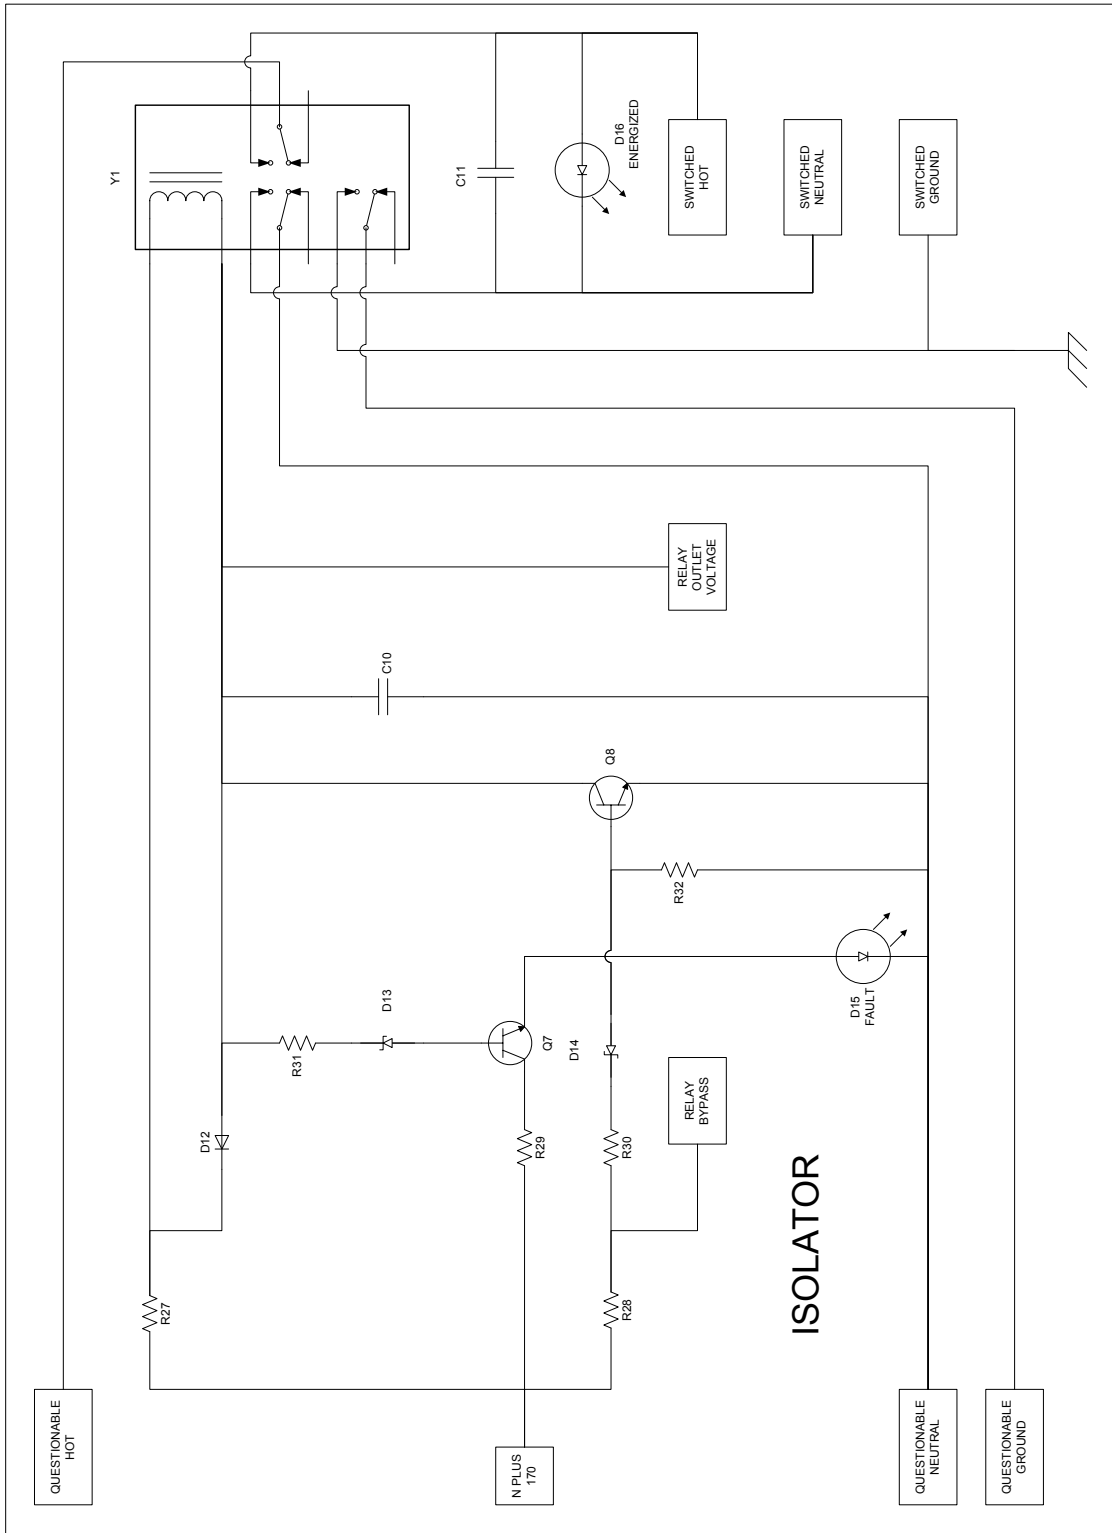 QUESTIONABLE
HOT
Y1
R27
D12
R31
D13
C10
C11
N PLUS
170
R29
Q7
D14
Q8
D16
ENERGIZED
R28
R30
R32
RELAY
BYPASS
RELAY
OUTLET
VOLTAGE
SWITCHED
HOT
ISOLATOR
SWITCHED
NEUTRAL
D15
FAULT
QUESTIONABLE
NEUTRAL
SWITCHED
GROUND
QUESTIONABLE
GROUND